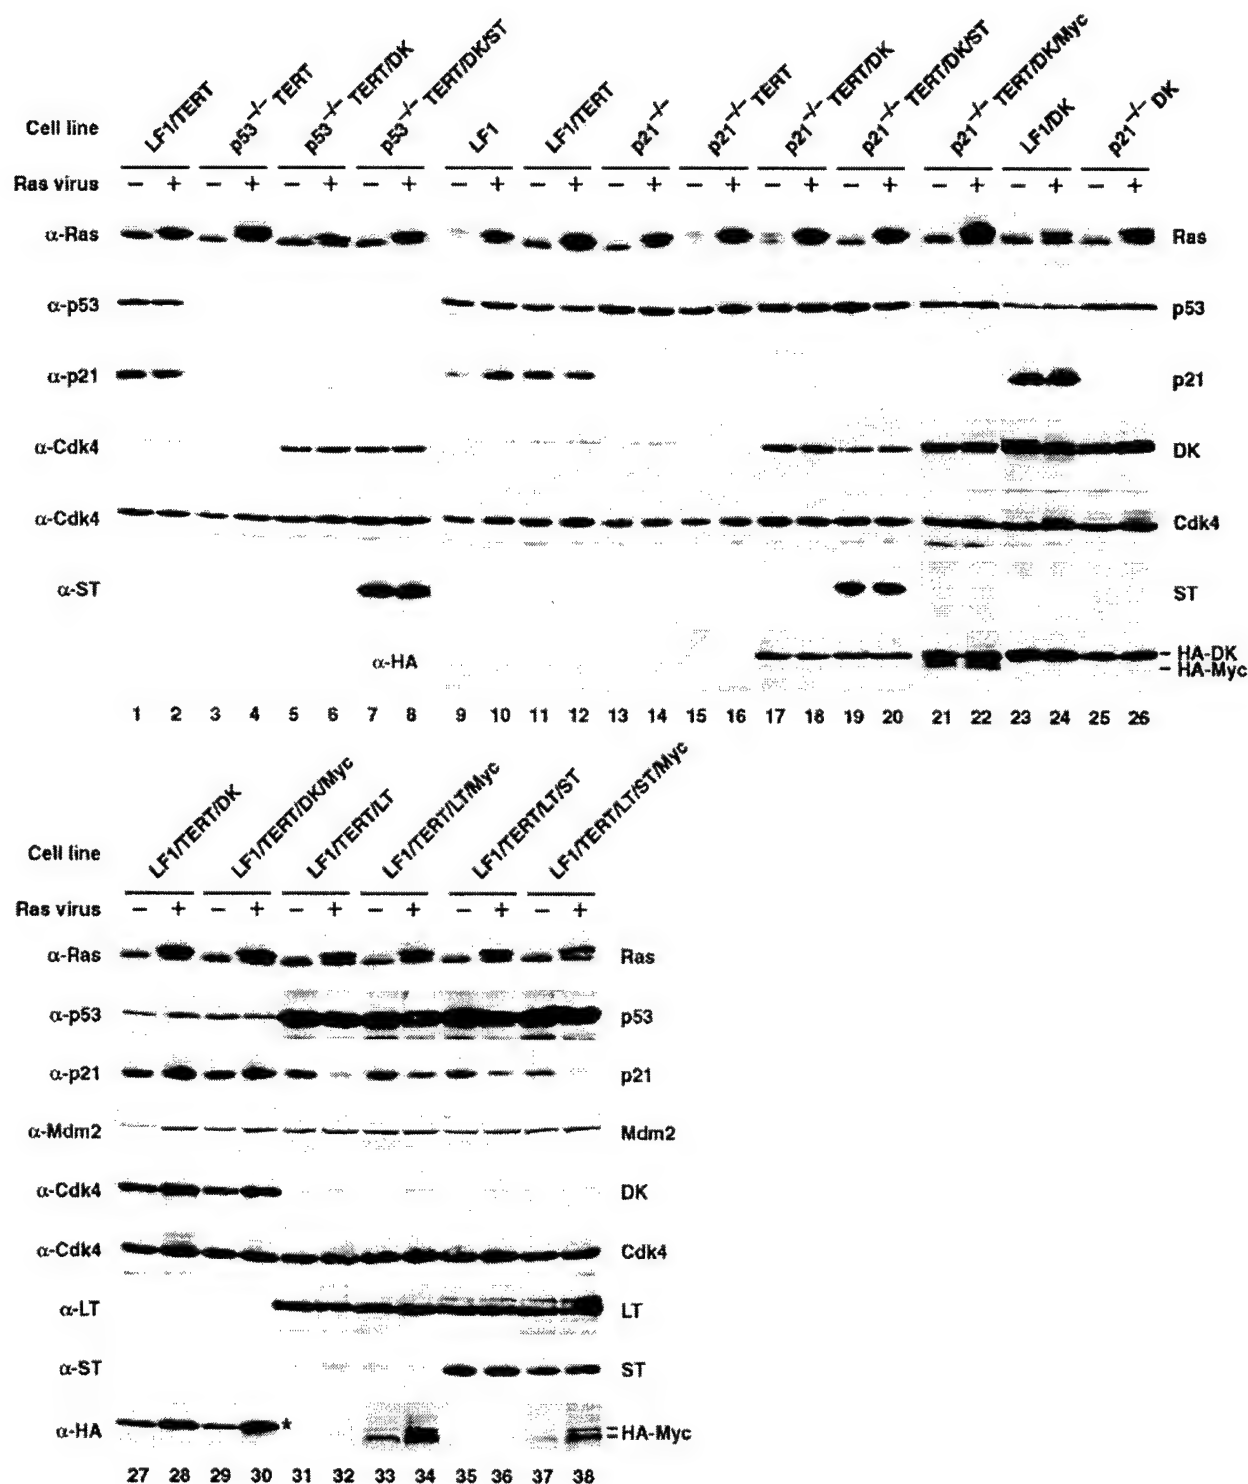 LF1/TERT p53-/- TERT p53-/- TERT/DK p53-/- TERT/DK/ST LF1 LF1/TERT p21-/- p21-/- TERT p21-/- TERT/DK p21-/- TERT/DK/ST p21-/- TERT/DK/Myc LF1/DK p21-/- DK
Cell line
Ras virus − + − + − + − + − + − + − + − + − + − + − + − + − +
α-Ras Ras
α-p53 p53
α-p21 p21
α-Cdk4 DK
α-Cdk4 Cdk4
α-ST ST
α-HA HA-DK
HA-Myc
1 2 3 4 5 6 7 8 9 10 11 12 13 14 15 16 17 18 19 20 21 22 23 24 25 26
LF1/TERT/DK LF1/TERT/DK/Myc LF1/TERT/LT LF1/TERT/LT/Myc LF1/TERT/LT/ST LF1/TERT/LT/ST/Myc
Cell line
Ras virus − + − + − + − + − + − +
α-Ras Ras
α-p53 p53
α-p21 p21
α-Mdm2 Mdm2
α-Cdk4 DK
α-Cdk4 Cdk4
α-LT LT
α-ST ST
α-HA * HA-Myc
27 28 29 30 31 32 33 34 35 36 37 38